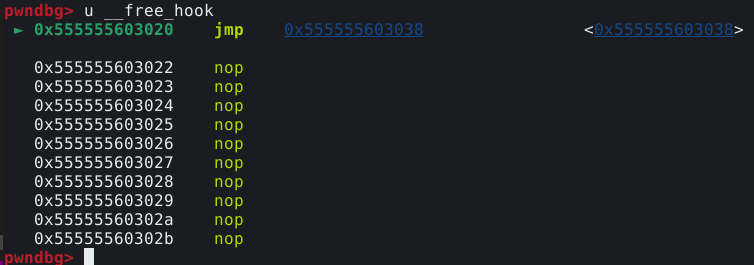 pwndbg> u __free_hook
► 0x555555603020 jmp 0x555555603038 <0x555555603038>
0x555555603022 nop
0x555555603023 nop
0x555555603024 nop
0x555555603025 nop
0x555555603026 nop
0x555555603027 nop
0x555555603028 nop
0x555555603029 nop
0x55555560302a nop
0x55555560302b nop
pwndbg>